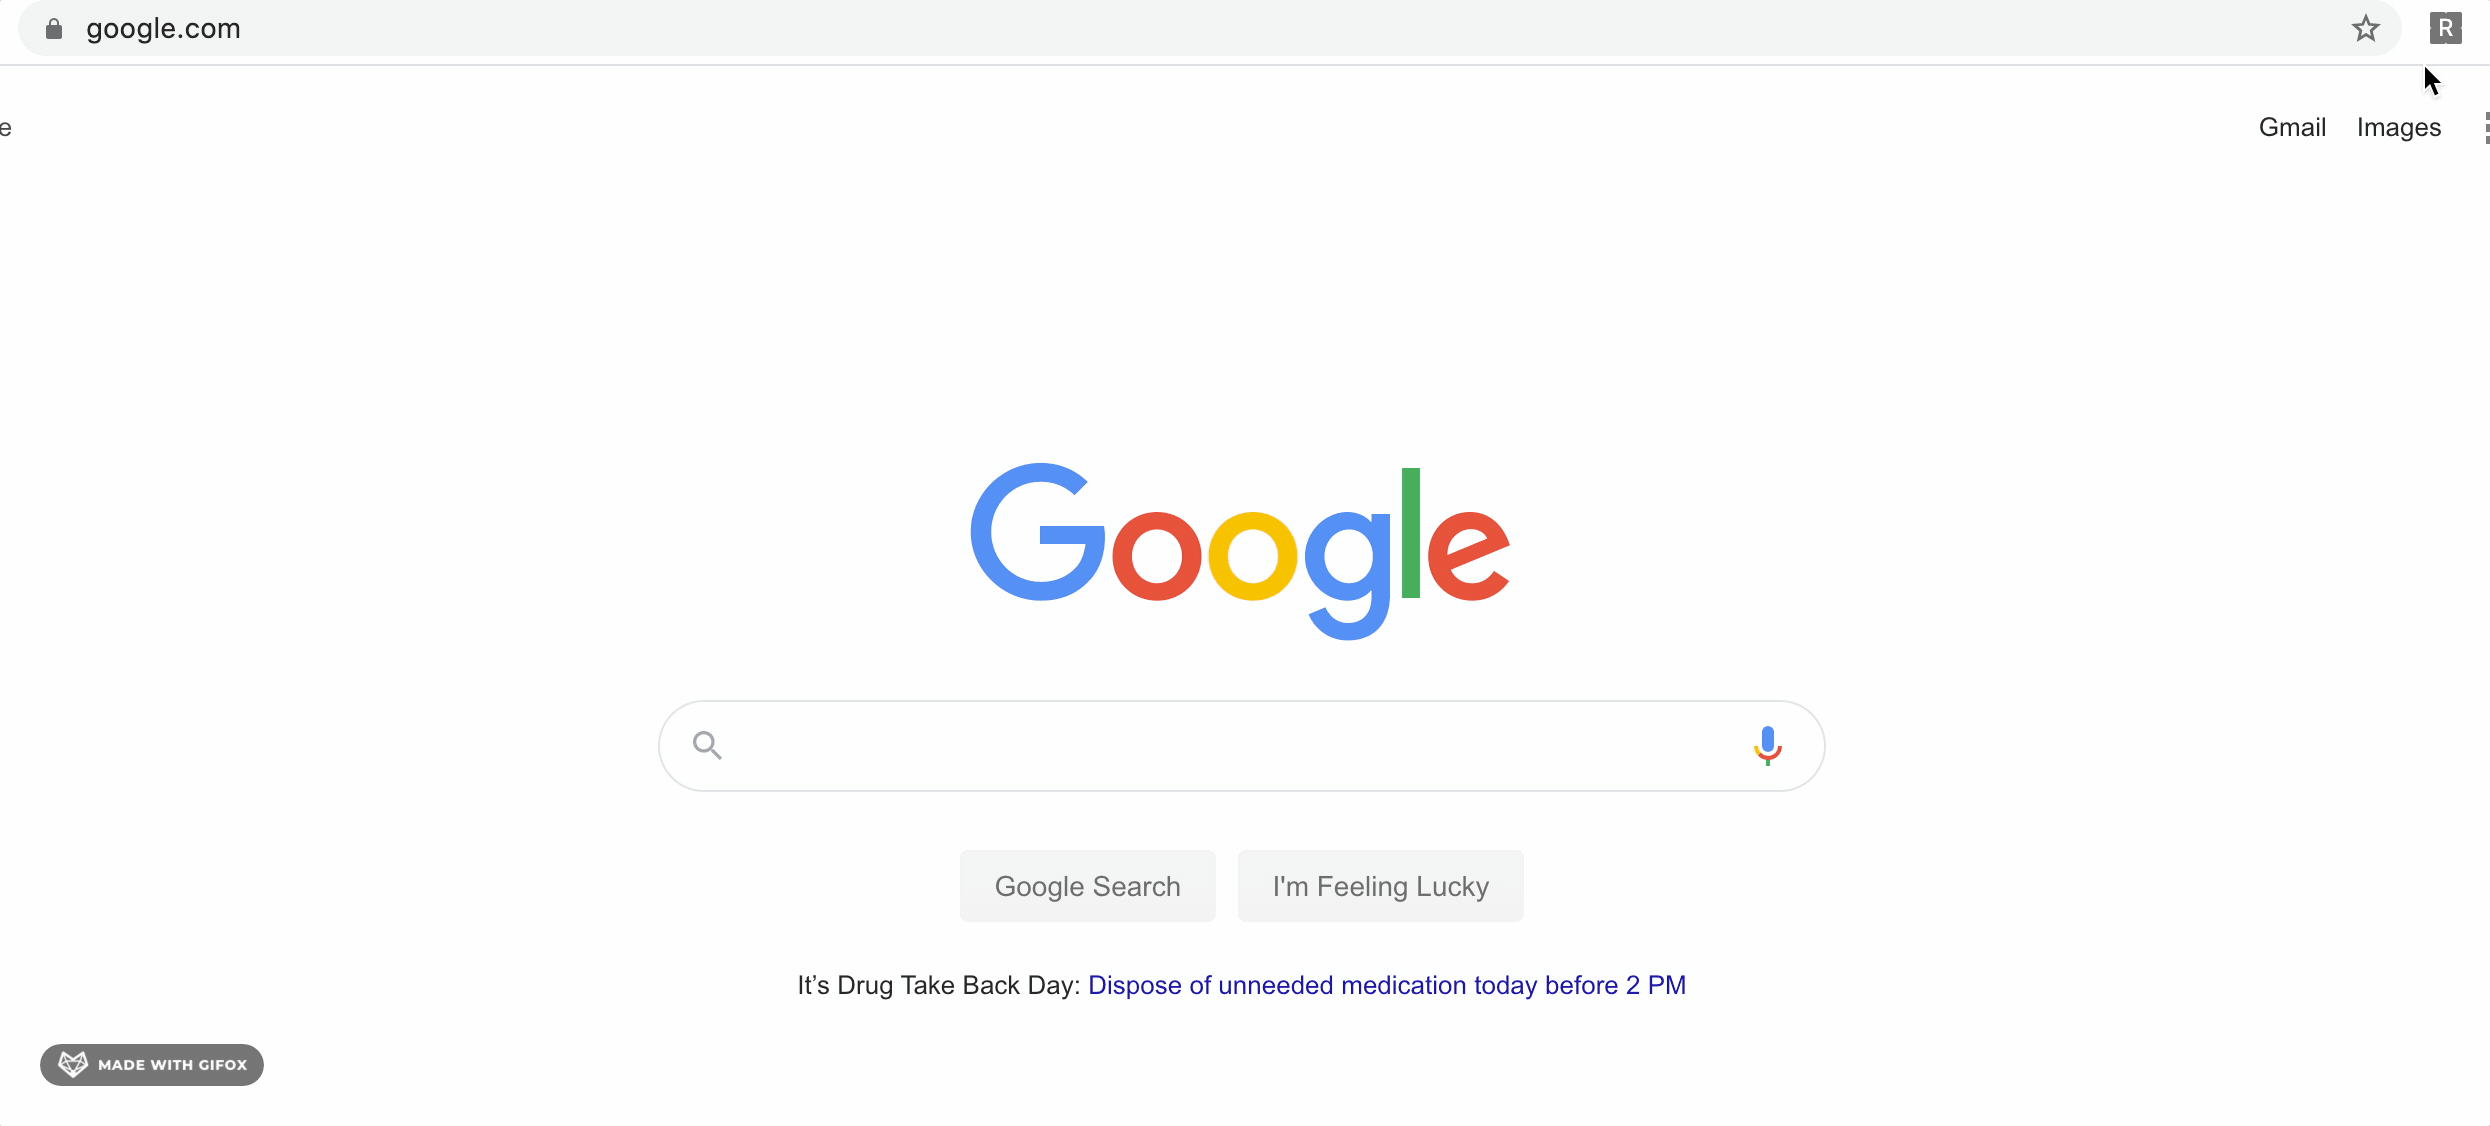 google.com
R
e
Gmail Images
Google
Google Search I'm Feeling Lucky
It’s Drug Take Back Day: Dispose of unneeded medication today before 2 PM
MADE WITH GIFOX